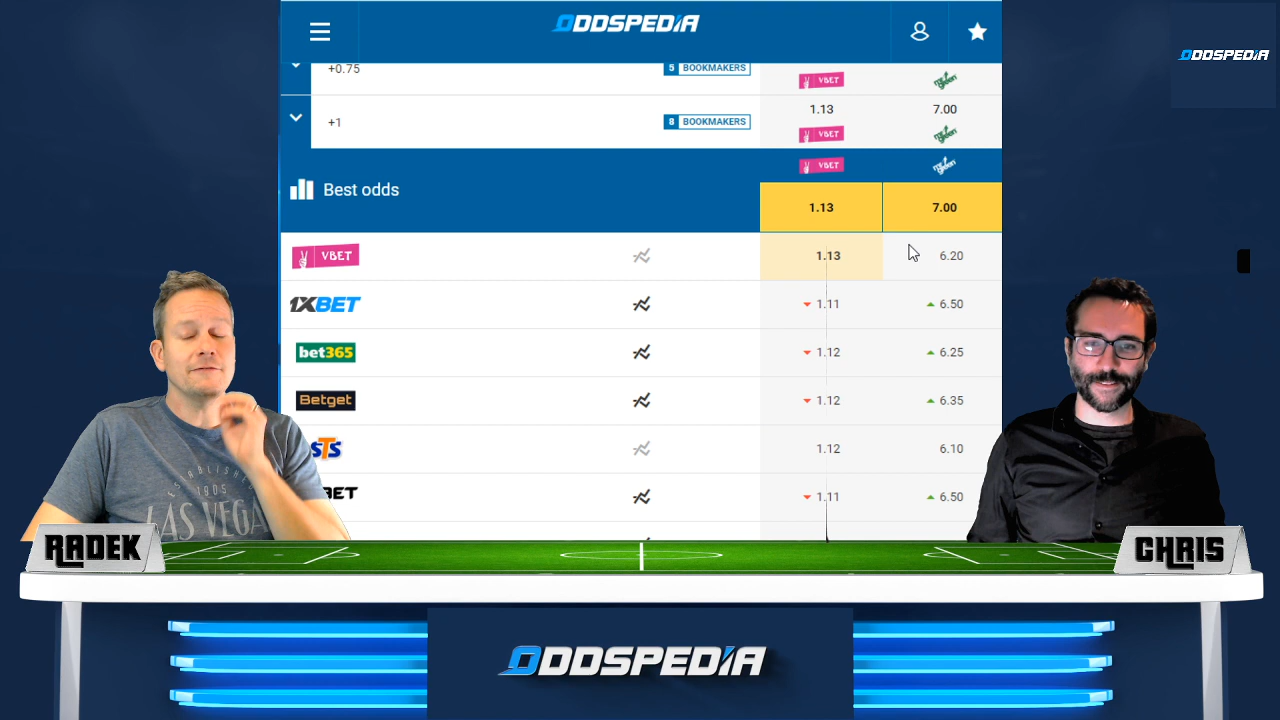 ODDSPEDIA
ODDSPEDIA
+0.75
5 BOOKMAKERS
VBET
+1
8 BOOKMAKERS
1.13
7.00
VBET
VBET
Best odds
1.13
7.00
VBET
1.13
6.20
1XBET
1.11
6.50
bet365
1.12
6.25
Betget
1.12
6.35
STS
1.12
6.10
BET
1.11
6.50
ESTABLISHED
1905
LAS VEGA
RADEK
CHRIS
ODDSPEDIA